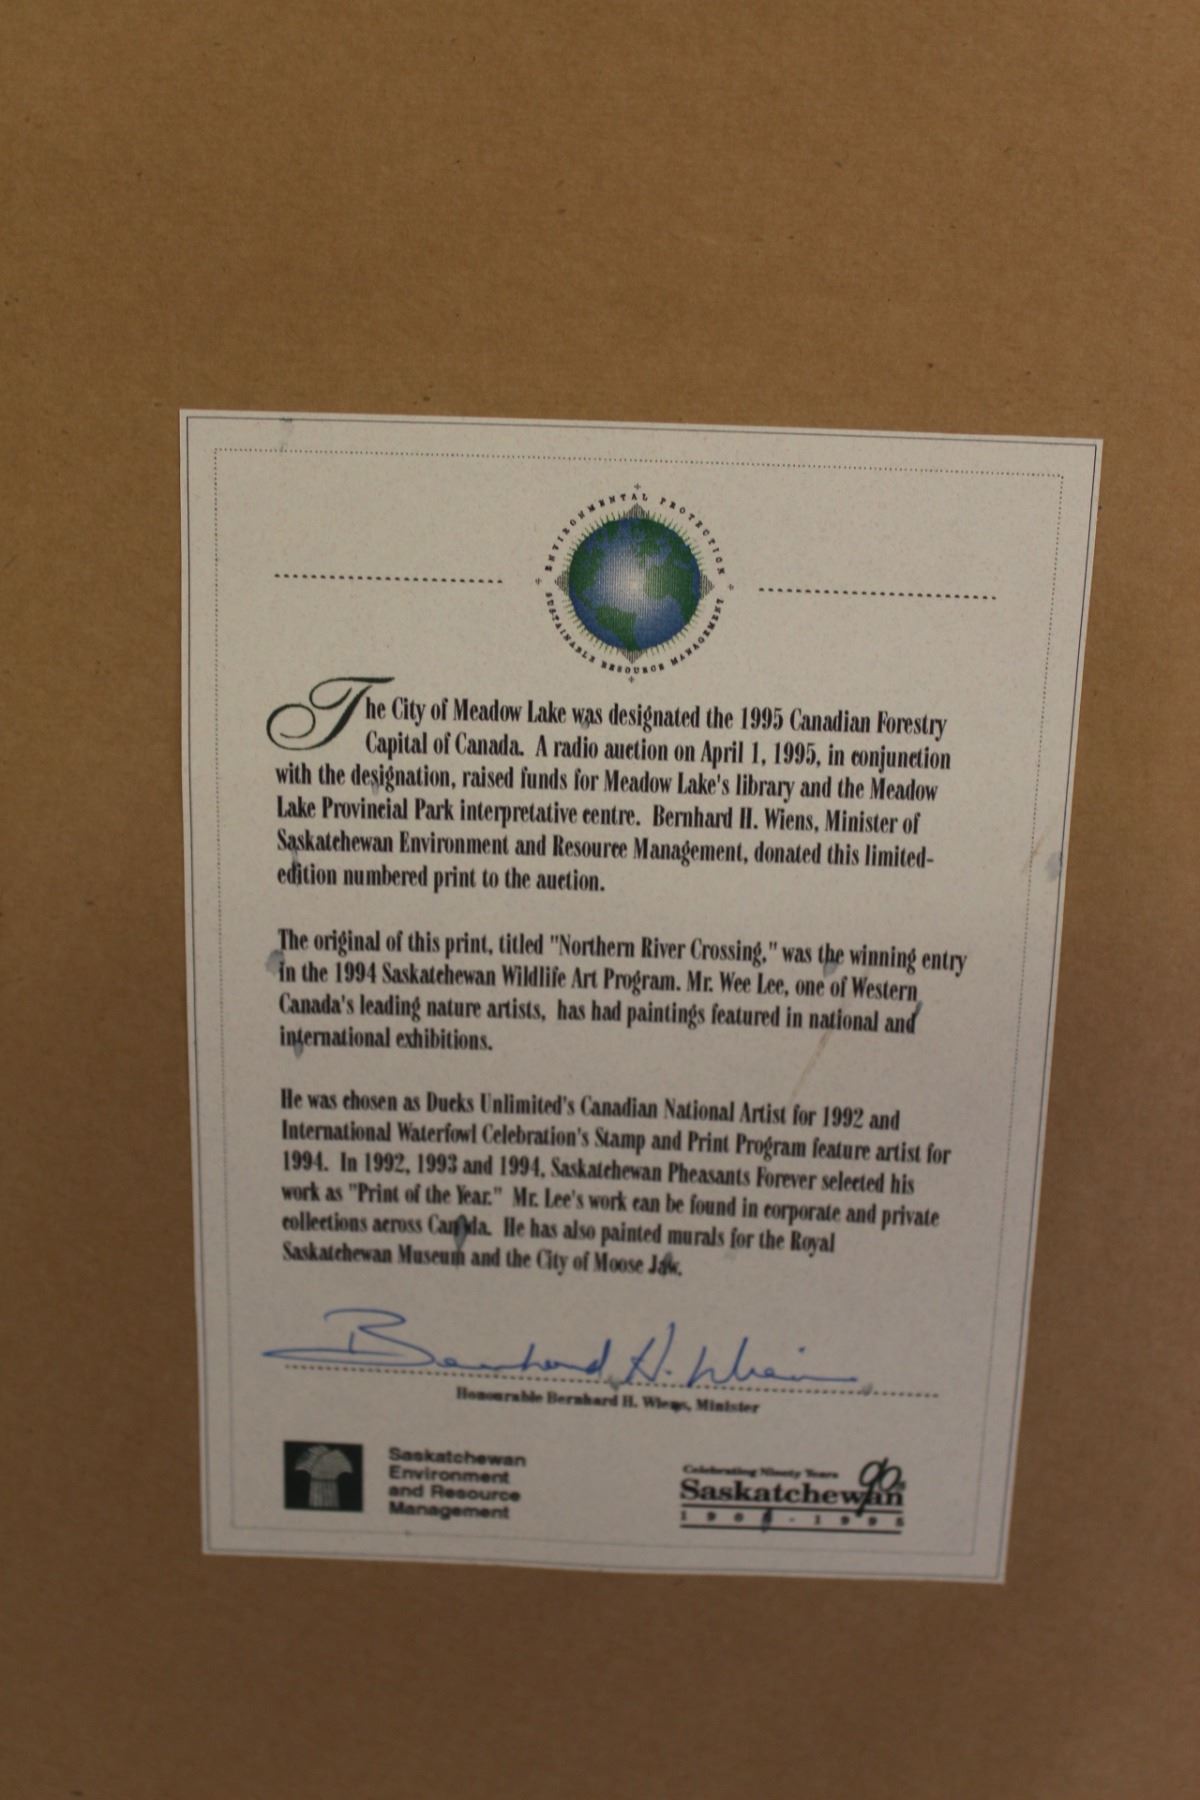 ENVIRONMENTAL PROTECTION
SUSTAINABLE RESOURCE MANAGEMENT
The City of Meadow Lake was designated the 1995 Canadian Forestry
Capital of Canada. A radio auction on April 1, 1995, in conjunction
with the designation, raised funds for Meadow Lake's library and the Meadow
Lake Provincial Park interpretative centre. Bernhard H. Wiens, Minister of
Saskatchewan Environment and Resource Management, donated this limited-
edition numbered print to the auction.
The original of this print, titled "Northern River Crossing," was the winning entry
in the 1994 Saskatchewan Wildlife Art Program. Mr. Wee Lee, one of Western
Canada's leading nature artists, has had paintings featured in national and
international exhibitions.
He was chosen as Ducks Unlimited's Canadian National Artist for 1992 and
International Waterfowl Celebration's Stamp and Print Program feature artist for
1994. In 1992, 1993 and 1994, Saskatchewan Pheasants Forever selected his
work as "Print of the Year." Mr. Lee's work can be found in corporate and private
collections across Canada. He has also painted murals for the Royal
Saskatchewan Museum and the City of Moose Jaw.
Bernhard H. Wiens
Honourable Bernhard H. Wiens, Minister
Saskatchewan
Environment
and Resource
Management
Celebrating Ninety Years 90
Saskatchewan
1905-1995